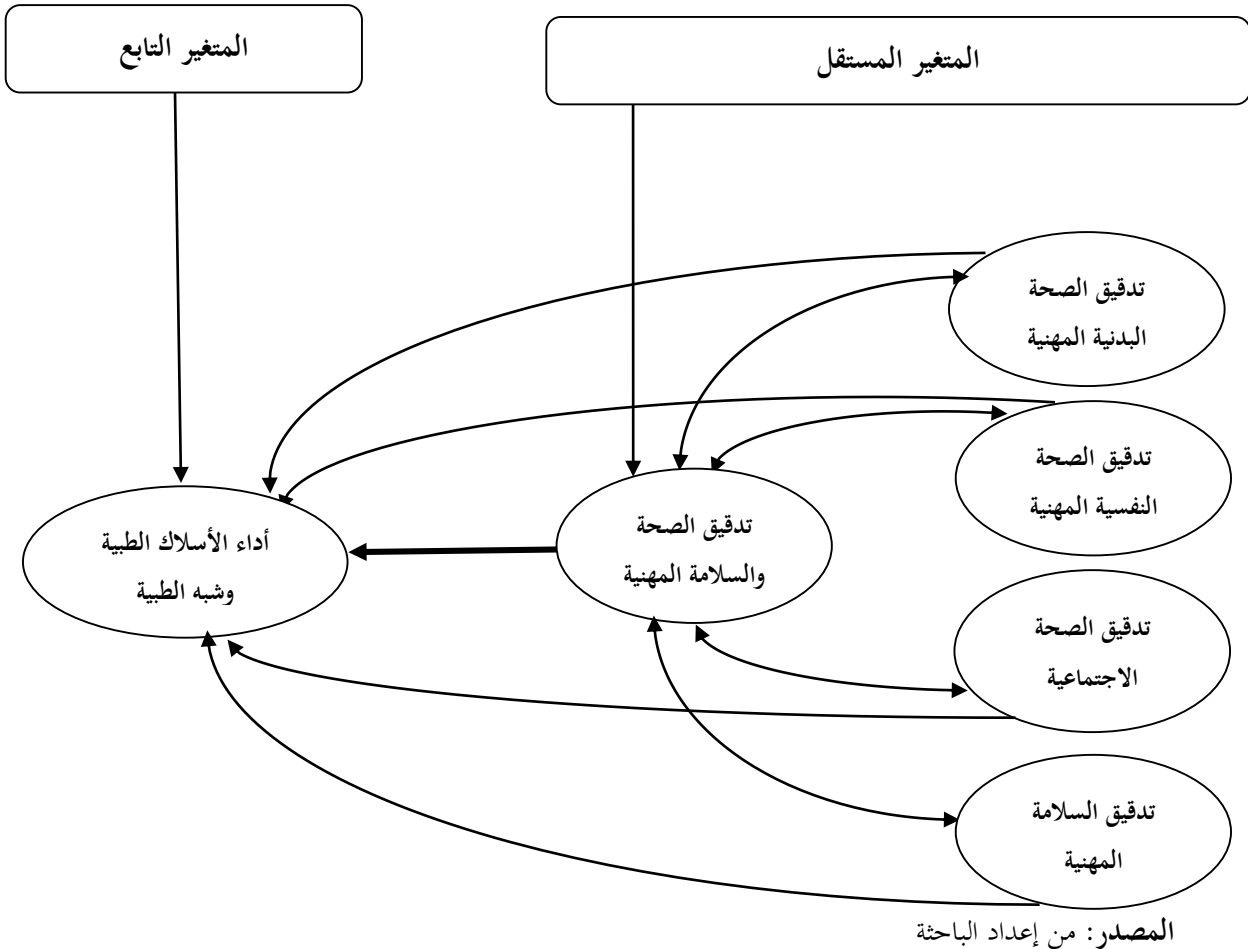 المتغير المستقل
المتغير التابع
تدقيق الصحة
البدنية المهنية
تدقيق الصحة
النفسية المهنية
تدقيق الصحة
والسلامة المهنية
أداء الأسلاك الطبية
وشبه الطبية
تدقيق الصحة
الاجتماعية
تدقيق السلامة
المهنية
المصدر: من إعداد الباحثة